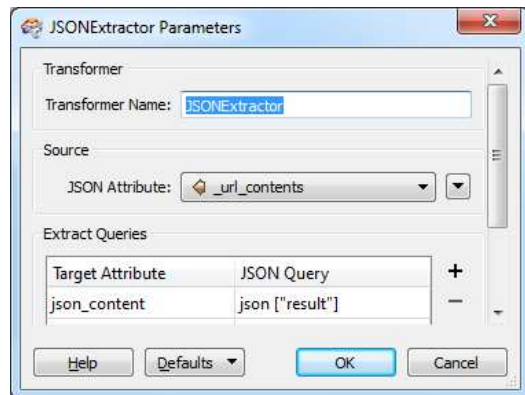 JSONExtractor Parameters
Transformer
Transformer Name: JSONExtractor
Source
JSON Attribute: _url_contents
Extract Queries
Target Attribute JSON Query
json_content json ["result"]
Help Defaults OK Cancel